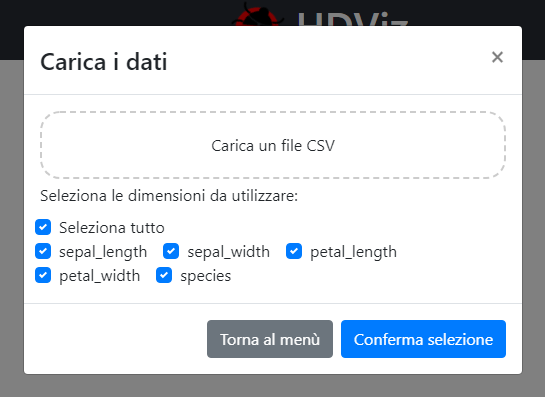 HDViz
Carica i dati
×
Carica un file CSV
Seleziona le dimensioni da utilizzare:
Seleziona tutto
sepal_length sepal_width petal_length
petal_width species
Torna al menù Conferma selezione